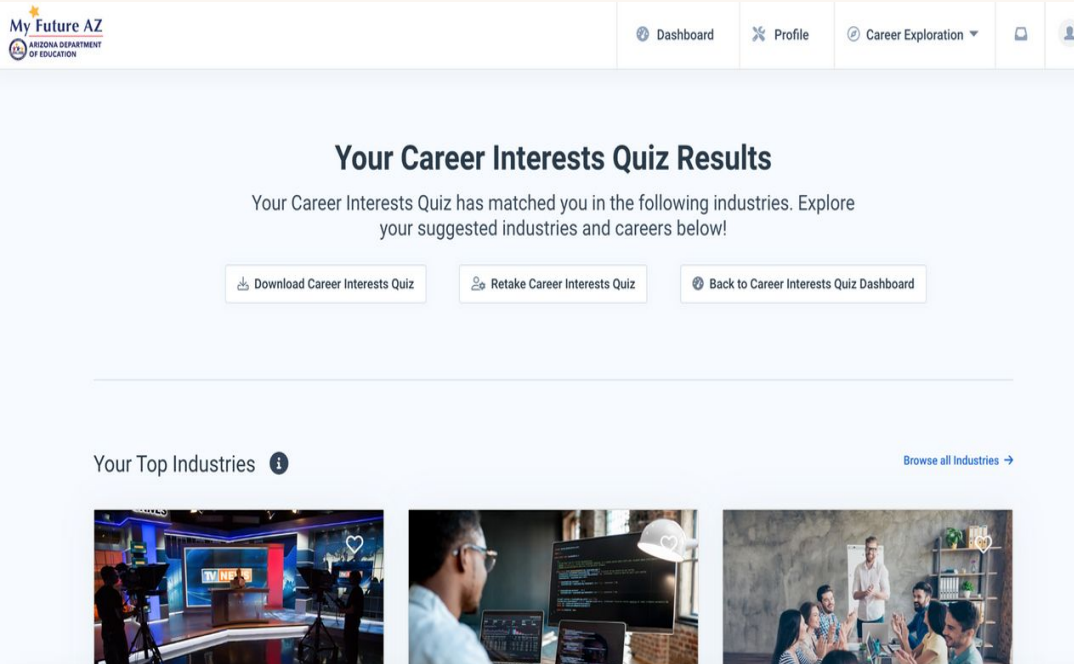 My Future AZ
ARIZONA DEPARTMENT
OF EDUCATION
Dashboard
Profile
Career Exploration
Your Career Interests Quiz Results
Your Career Interests Quiz has matched you in the following industries. Explore
your suggested industries and careers below!
Download Career Interests Quiz
Retake Career Interests Quiz
Back to Career Interests Quiz Dashboard
Your Top Industries
Browse all Industries
TV NEWS